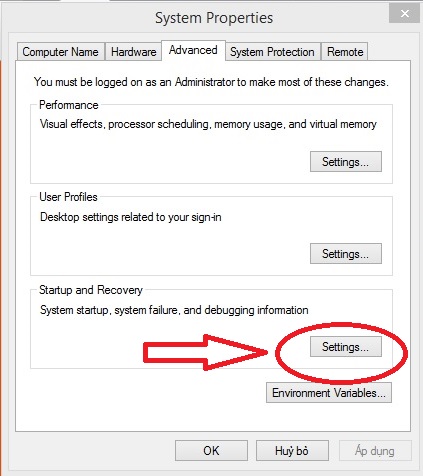 System Properties
Computer Name Hardware Advanced System Protection Remote
You must be logged on as an Administrator to make most of these changes.
Performance
Visual effects, processor scheduling, memory usage, and virtual memory
Settings...
User Profiles
Desktop settings related to your sign-in
Settings...
Startup and Recovery
System startup, system failure, and debugging information
Settings...
Environment Variables...
OK Huỷ bỏ Áp dụng